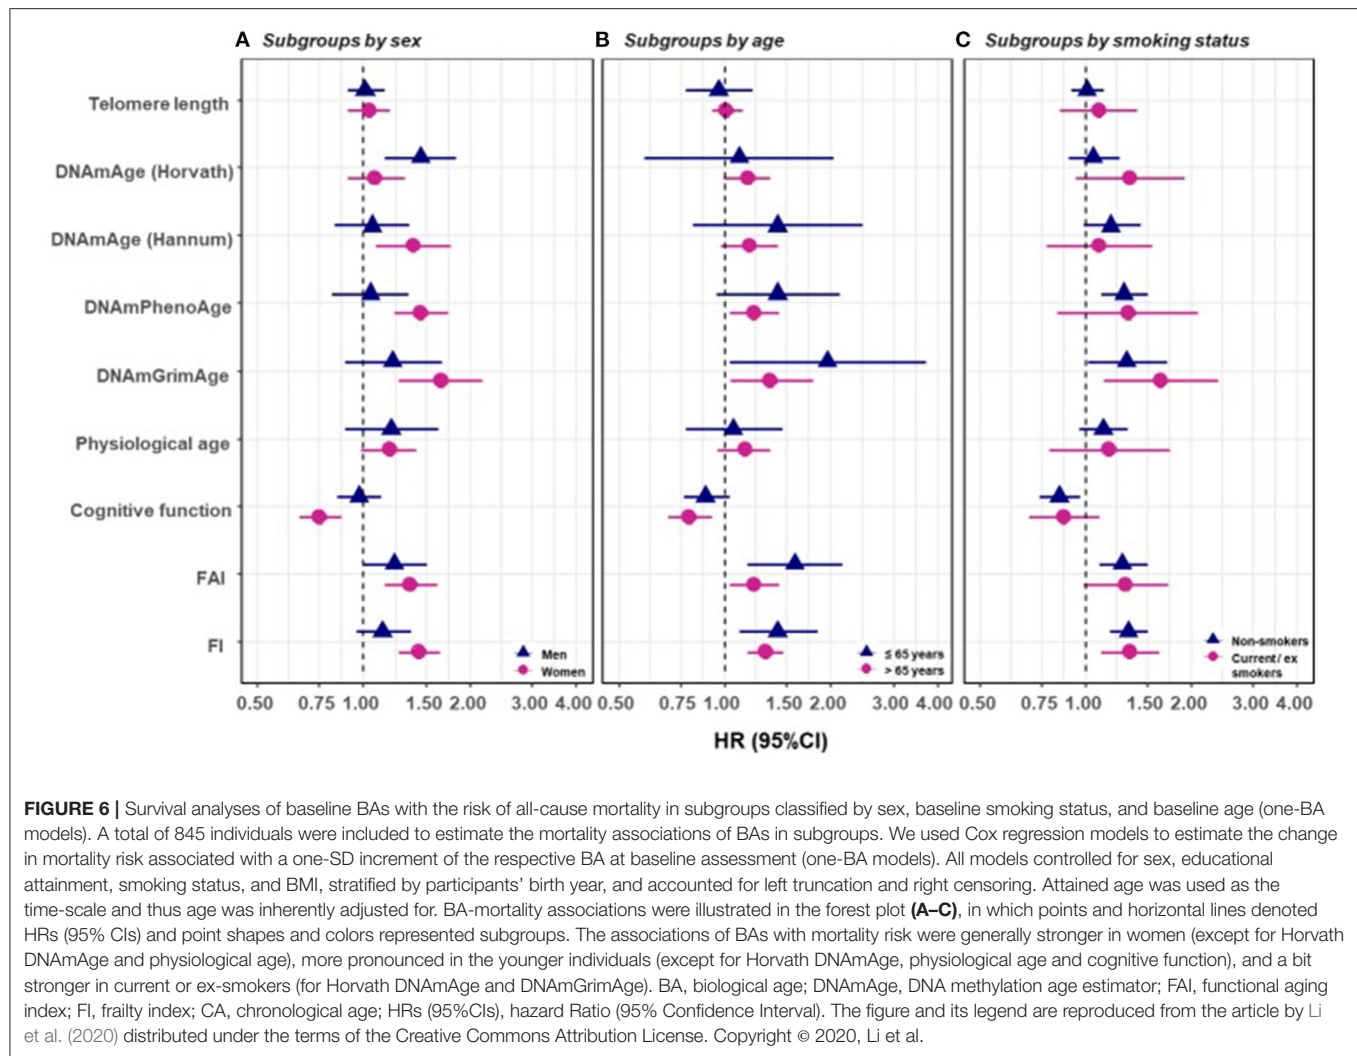 A Subgroups by sex
B Subgroups by age
C Subgroups by smoking status
Telomere length
DNAmAge (Horvath)
DNAmAge (Hannum)
DNAmPhenoAge
DNAmGrimAge
Physiological age
Cognitive function
FAI
FI
Men
Women
≤ 65 years
> 65 years
Non-smokers
Current/ ex
smokers
0.50 0.75 1.00 1.50 2.00 3.00 4.00
0.50 0.75 1.00 1.50 2.00 3.00 4.00
0.50 0.75 1.00 1.50 2.00 3.00 4.00
HR (95%CI)
FIGURE 6 | Survival analyses of baseline BAs with the risk of all-cause mortality in subgroups classified by sex, baseline smoking status, and baseline age (one-BA
models). A total of 845 individuals were included to estimate the mortality associations of BAs in subgroups. We used Cox regression models to estimate the change
in mortality risk associated with a one-SD increment of the respective BA at baseline assessment (one-BA models). All models controlled for sex, educational
attainment, smoking status, and BMI, stratified by participants' birth year, and accounted for left truncation and right censoring. Attained age was used as the
time-scale and thus age was inherently adjusted for. BA-mortality associations were illustrated in the forest plot (A–C), in which points and horizontal lines denoted
HRs (95% CIs) and point shapes and colors represented subgroups. The associations of BAs with mortality risk were generally stronger in women (except for Horvath
DNAmAge and physiological age), more pronounced in the younger individuals (except for Horvath DNAmAge, physiological age and cognitive function), and a bit
stronger in current or ex-smokers (for Horvath DNAmAge and DNAmGrimAge). BA, biological age; DNAmAge, DNA methylation age estimator; FAI, functional aging
index; FI, frailty index; CA, chronological age; HRs (95%CIs), hazard Ratio (95% Confidence Interval). The figure and its legend are reproduced from the article by Li
et al. (2020) distributed under the terms of the Creative Commons Attribution License. Copyright © 2020, Li et al.